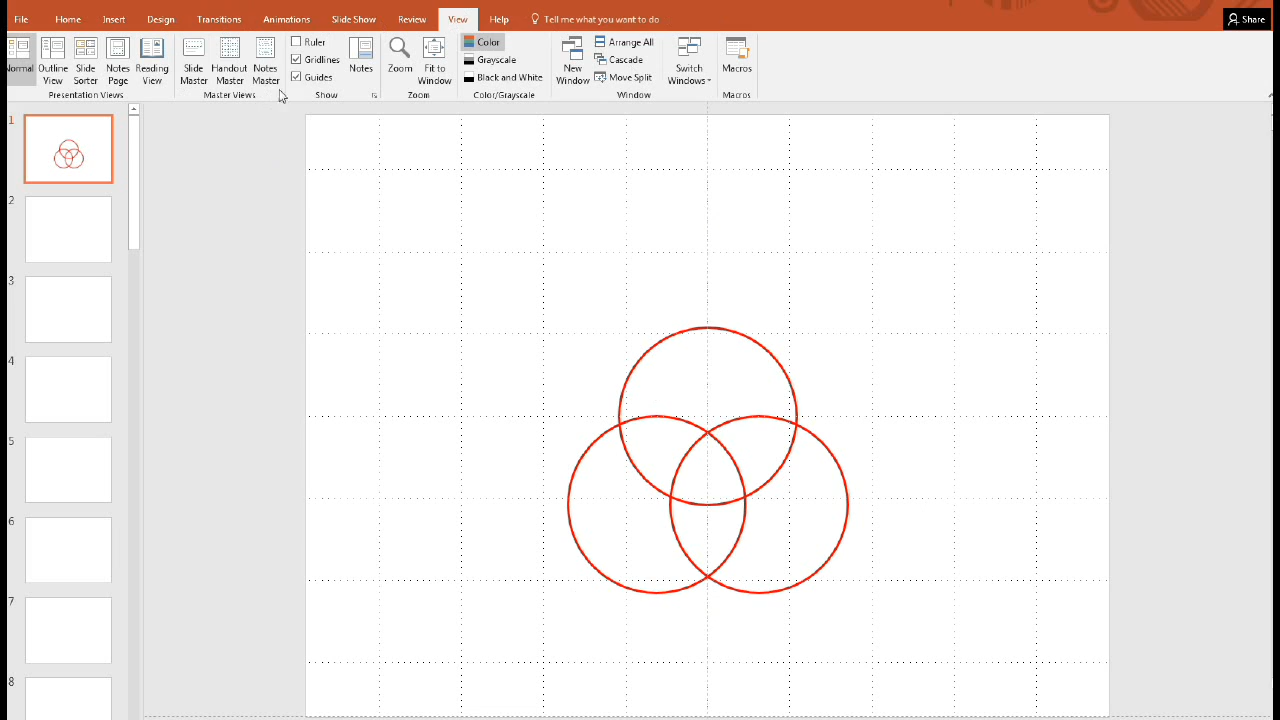 File Home Insert Design Transitions Animations Slide Show Review View Help Tell me what you want to do Share
Normal Outline View Slide Sorter Notes Page Reading View
Presentation Views
Slide Master Handout Master Notes Master
Master Views
Ruler
Gridlines
Guides
Notes
Show
Zoom Fit to Window
Zoom
Color
Grayscale
Black and White
Color/Grayscale
New Window
Arrange All
Cascade
Move Split
Switch Windows
Window
Macros
Macros
1
2
3
4
5
6
7
8